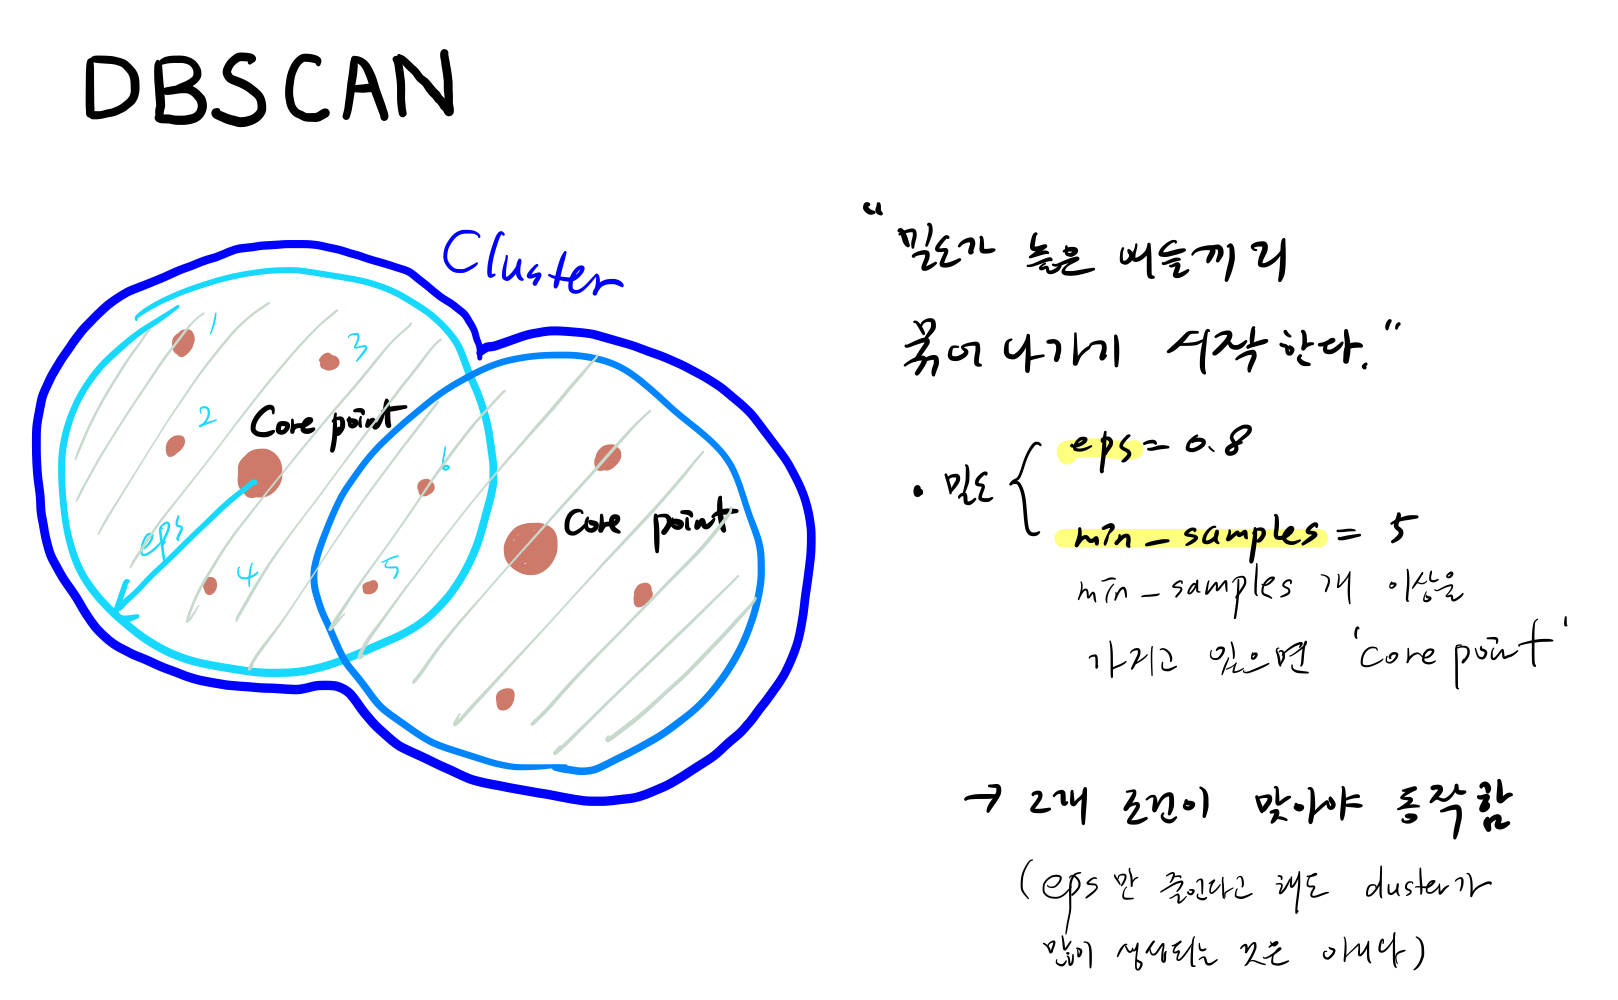 DBSCAN
Cluster
1
3
2
Core point
6
eps
4
5
Core point
"밀도가 높은 애들끼리
묶어 나가기 시작한다."
• 밀도 { eps = 0.8
min_samples = 5
min_samples 개 이상을
가지고 있으면 'core point'
→ 2개 조건이 맞아야 동작함
(eps만 줄인다고 해도 cluster가
많이 생성되는 것은 아니다)